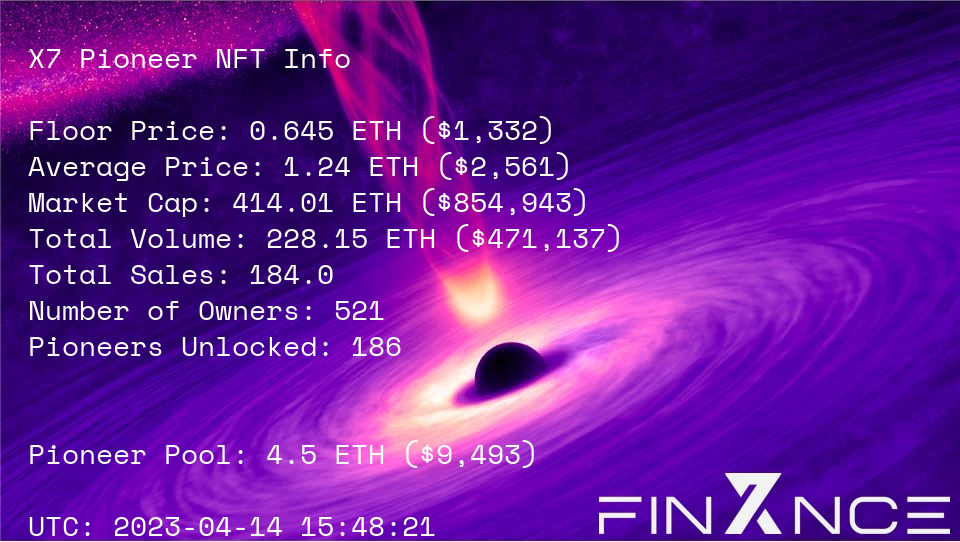 X7 Pioneer NFT Info
Floor Price: 0.645 ETH ($1,332)
Average Price: 1.24 ETH ($2,561)
Market Cap: 414.01 ETH ($854,943)
Total Volume: 228.15 ETH ($471,137)
Total Sales: 184.0
Number of Owners: 521
Pioneers Unlocked: 186
Pioneer Pool: 4.5 ETH ($9,493)
UTC: 2023-04-14 15:48:21
FINX7NCE